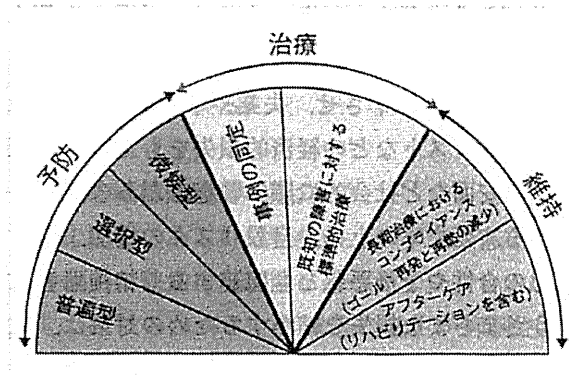 治療
予防
維持
普遍型
選択型
徴候型
事例の同定
既知の障害に対する
標準的治療
長期治療における
コンプライアンス
(ゴール：再発と再燃の減少)
アフターケア
(リハビリテーションを含む)